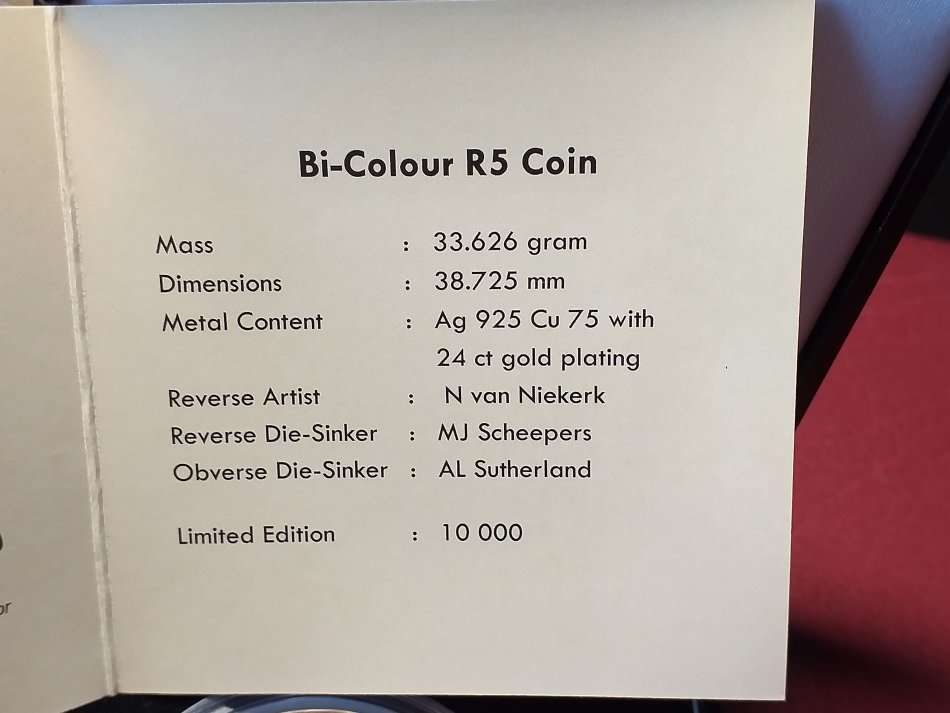 Bi-Colour R5 Coin
Mass : 33.626 gram
Dimensions : 38.725 mm
Metal Content : Ag 925 Cu 75 with
24 ct gold plating
Reverse Artist : N van Niekerk
Reverse Die-Sinker : MJ Scheepers
Obverse Die-Sinker : AL Sutherland
Limited Edition : 10 000